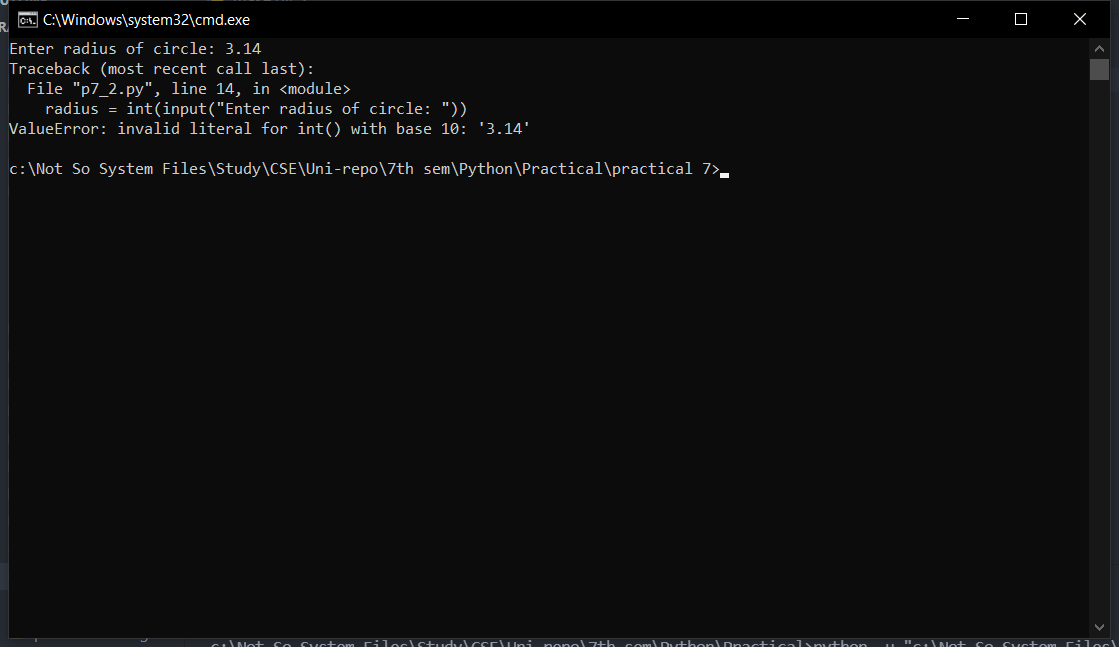 C:\Windows\system32\cmd.exe
Enter radius of circle: 3.14
Traceback (most recent call last):
  File "p7_2.py", line 14, in <module>
    radius = int(input("Enter radius of circle: "))
ValueError: invalid literal for int() with base 10: '3.14'
c:\Not So System Files\Study\CSE\Uni-repo\7th sem\Python\Practical\practical 7>
c:\Not So System Files\Study\CSE\Uni-repo\7th sem\Python\Practical>python -u "c:\Not So System Files\